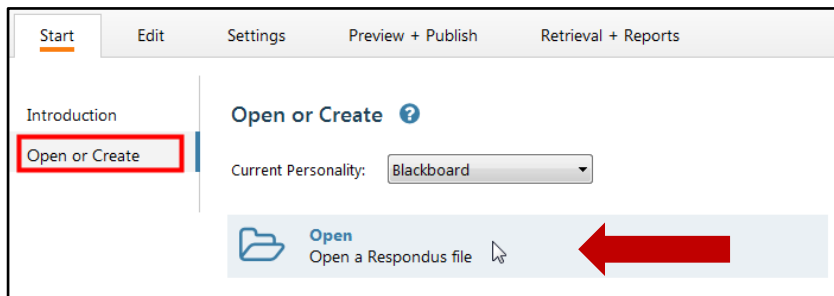 Start Edit Settings Preview + Publish Retrieval + Reports
Introduction
Open or Create
Open or Create ?
Current Personality: Blackboard
Open
Open a Respondus file